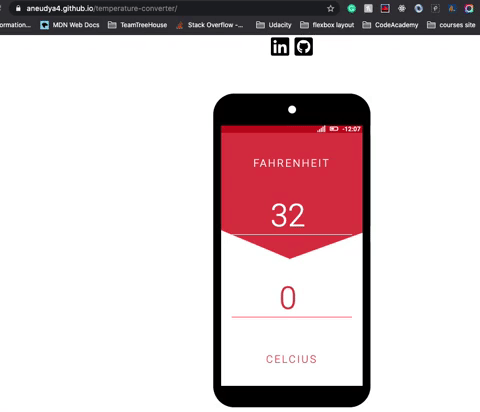 aneudya4.github.io/temperature-converter/
ormation... MDN Web Docs TeamTreeHouse Stack Overflow -... Udacity flexbox layout CodeAcademy courses site
in
-12:07
FAHRENHEIT
32
0
CELCIUS